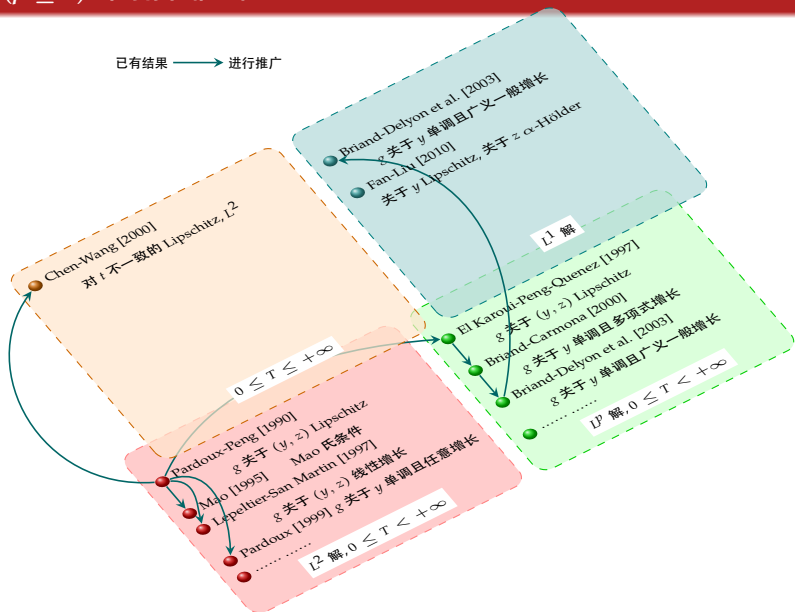 已有结果 进行推广
Briand-Delyon et al. [2003]
g 关于 y 单调且广义一般增长
Fan-Liu [2010]
关于 y Lipschitz, 关于 z α-Hölder
L¹ 解
Chen-Wang [2000]
对 t 不一致的 Lipschitz, L²
El Karoui-Peng-Quenez [1997]
g 关于 (y, z) Lipschitz
Briand-Carmona [2000]
g 关于 y 单调且多项式增长
Briand-Delyon et al. [2003]
g 关于 y 单调且广义一般增长
…… ……
Lᵖ 解, 0 ≤ T < +∞
0 ≤ T ≤ +∞
Pardoux-Peng [1990]
g 关于 (y, z) Lipschitz
Mao [1995] Mao 氏条件
Lepeltier-San Martin [1997]
g 关于 (y, z) 线性增长
Pardoux [1999] g 关于 y 单调且任意增长
…… ……
L² 解, 0 ≤ T < +∞